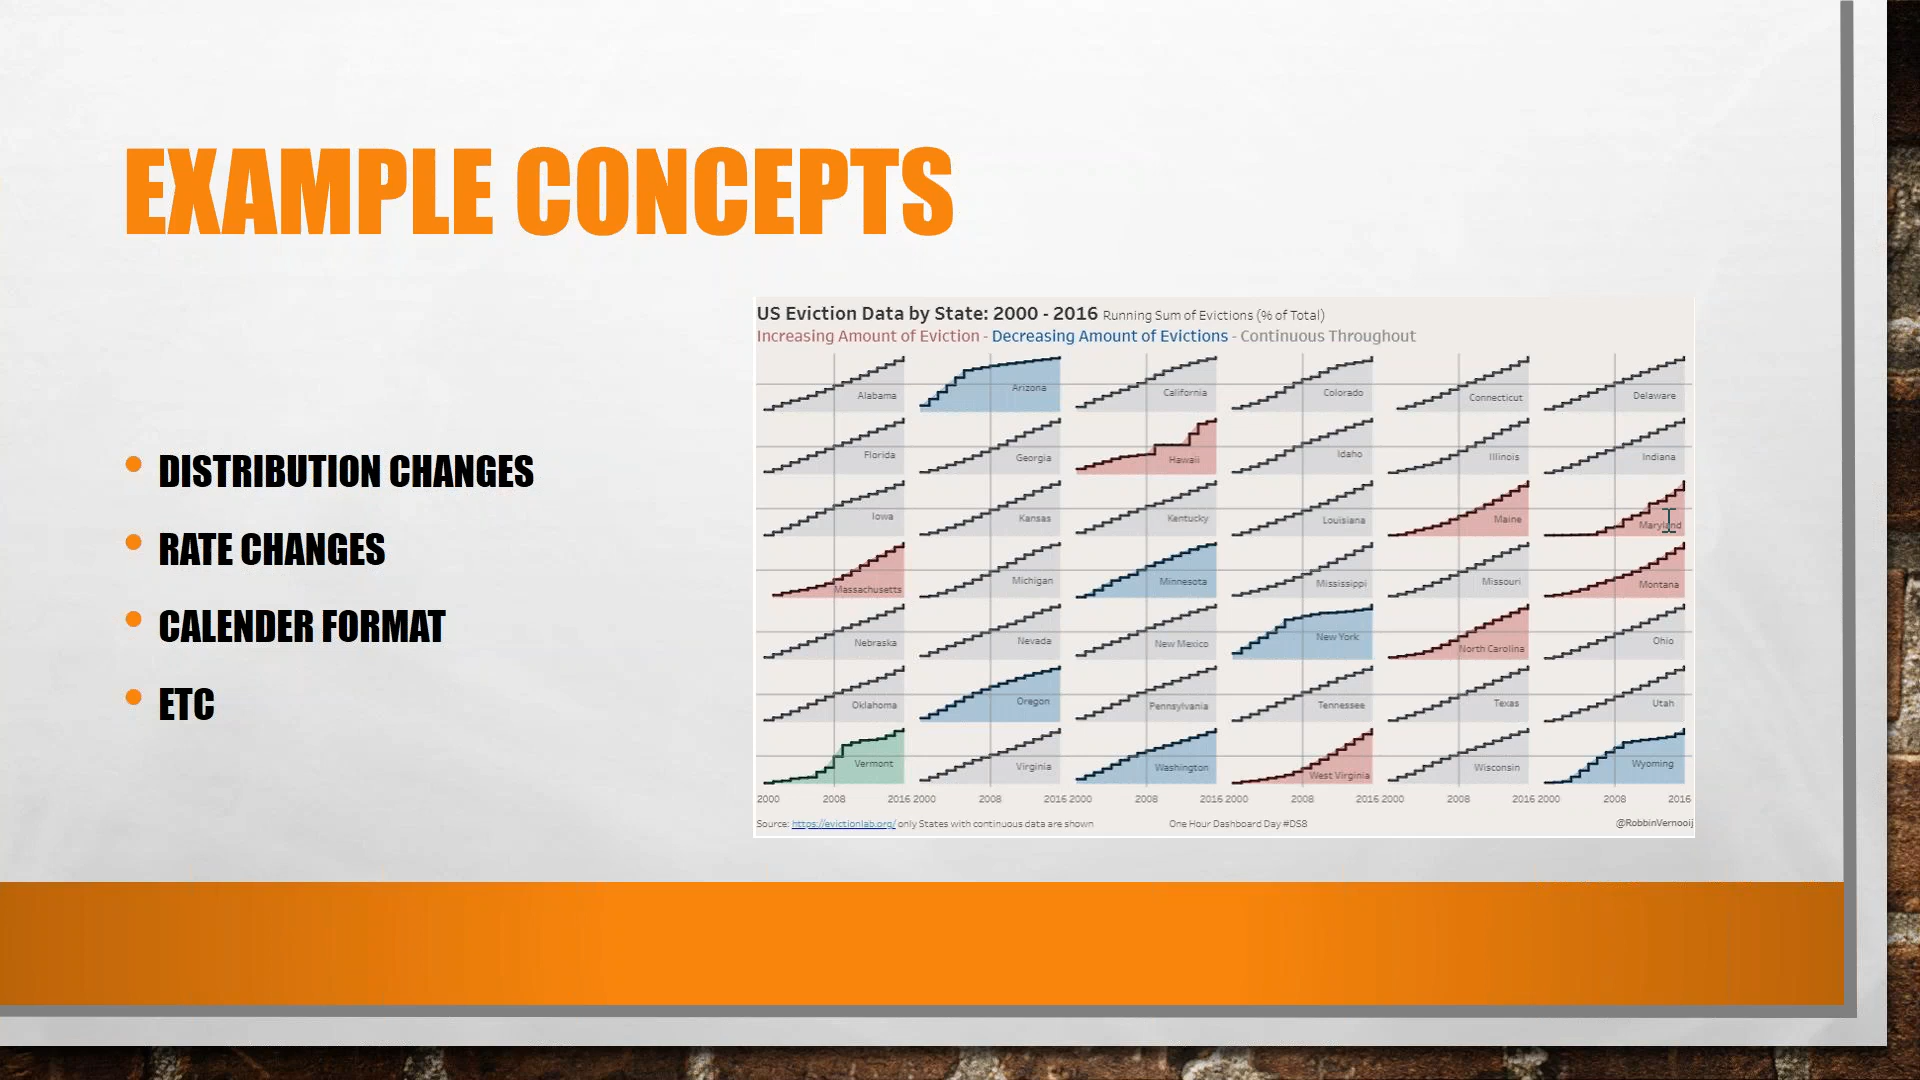 EXAMPLE CONCEPTS
DISTRIBUTION CHANGES
RATE CHANGES
CALENDER FORMAT
ETC
US Eviction Data by State: 2000 - 2016 Running Sum of Evictions (% of Total)
Increasing Amount of Eviction - Decreasing Amount of Evictions - Continuous Throughout
Alabama Arizona California Colorado Connecticut Delaware
Florida Georgia Hawaii Idaho Illinois Indiana
Iowa Kansas Kentucky Louisiana Maine Maryland
Massachusetts Michigan Minnesota Mississippi Missouri Montana
Nebraska Nevada New Mexico New York North Carolina Ohio
Oklahoma Oregon Pennsylvania Tennessee Texas Utah
Vermont Virginia Washington West Virginia Wisconsin Wyoming
2000 2008 2016 2000 2008 2016 2000 2008 2016 2000 2008 2016 2000 2008 2016 2000 2008 2016
Source: https://evictionlab.org/ only States with continuous data are shown One Hour Dashboard Day #DS8 @RobbinVernooij